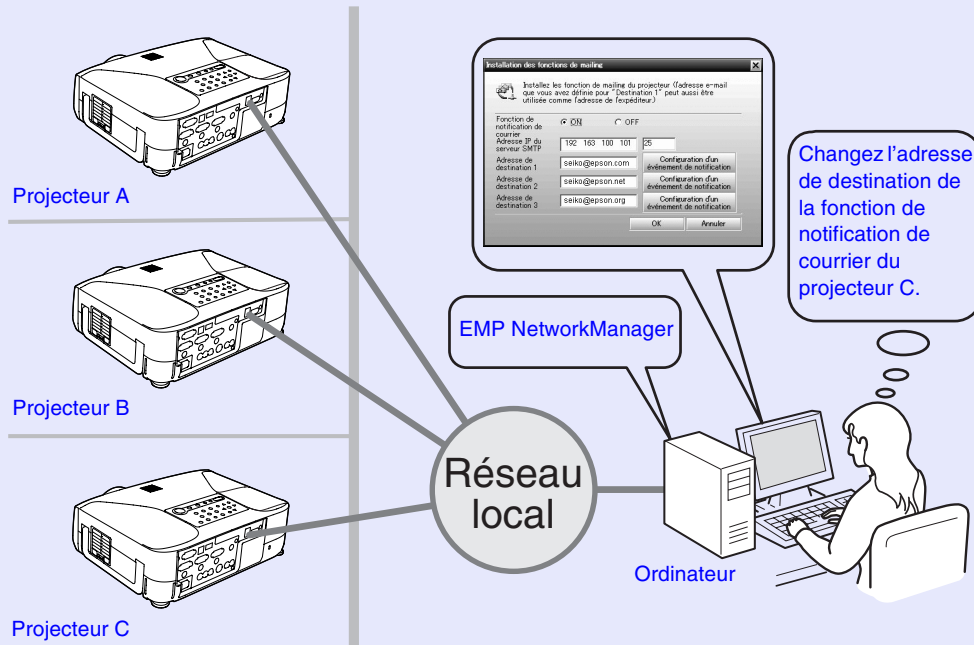 Installation des fonctions de mailing
Installez les fonction de mailing du projecteur (l'adresse e-mail
que vous avez définie pour "Destination 1" peut aussi être
utilisée comme l'adresse de l'expéditeur.)
Fonction de
notification de
courrier
ON
OFF
Adresse IP du
serveur SMTP
192 163 100 101
25
Adresse de
destination 1
seiko@epson.com
Configuration d'un
événement de notification
Adresse de
destination 2
seiko@epson.net
Configuration d'un
événement de notification
Adresse de
destination 3
seiko@epson.org
Configuration d'un
événement de notification
OK
Annuler
Changez l'adresse
de destination de
la fonction de
notification de
courrier du
projecteur C.
Projecteur A
EMP NetworkManager
Projecteur B
Réseau
local
Ordinateur
Projecteur C